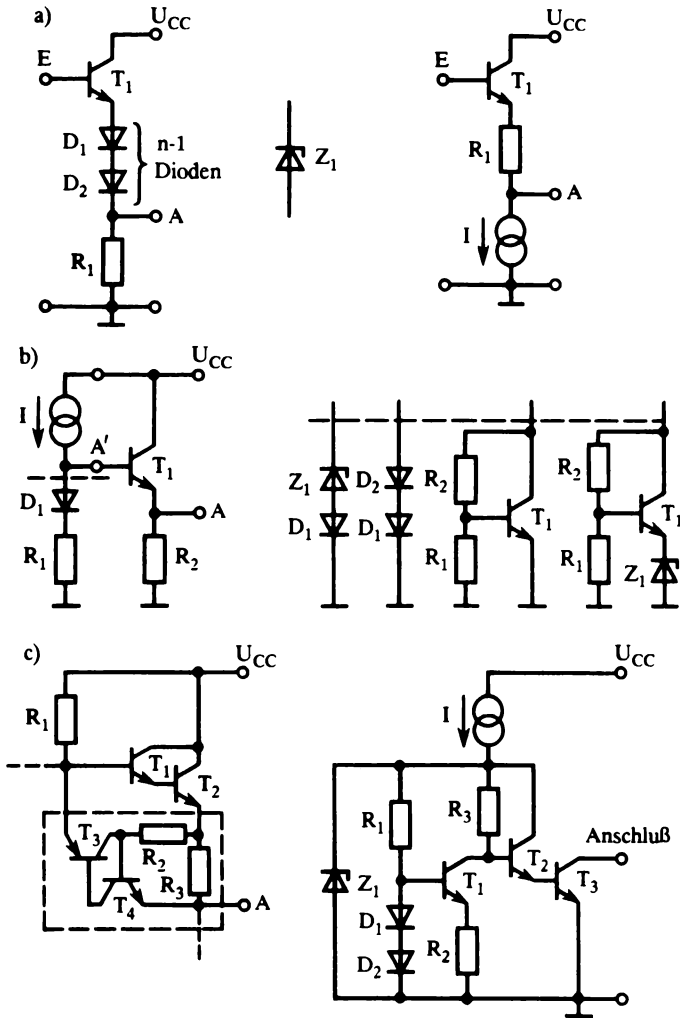 a)
U_CC
E
T_1
D_1
D_2
n-1
Dioden
A
R_1
Z_1
U_CC
E
T_1
R_1
A
I
b)
U_CC
I
A'
T_1
D_1
A
R_1
R_2
Z_1
D_1
D_2
D_1
R_2
R_1
T_1
R_2
R_1
T_1
Z_1
c)
U_CC
R_1
T_1
T_2
T_3
R_2
R_3
T_4
A
U_CC
I
R_1
R_3
Z_1
T_1
T_2
T_3
Anschluß
D_1
D_2
R_2